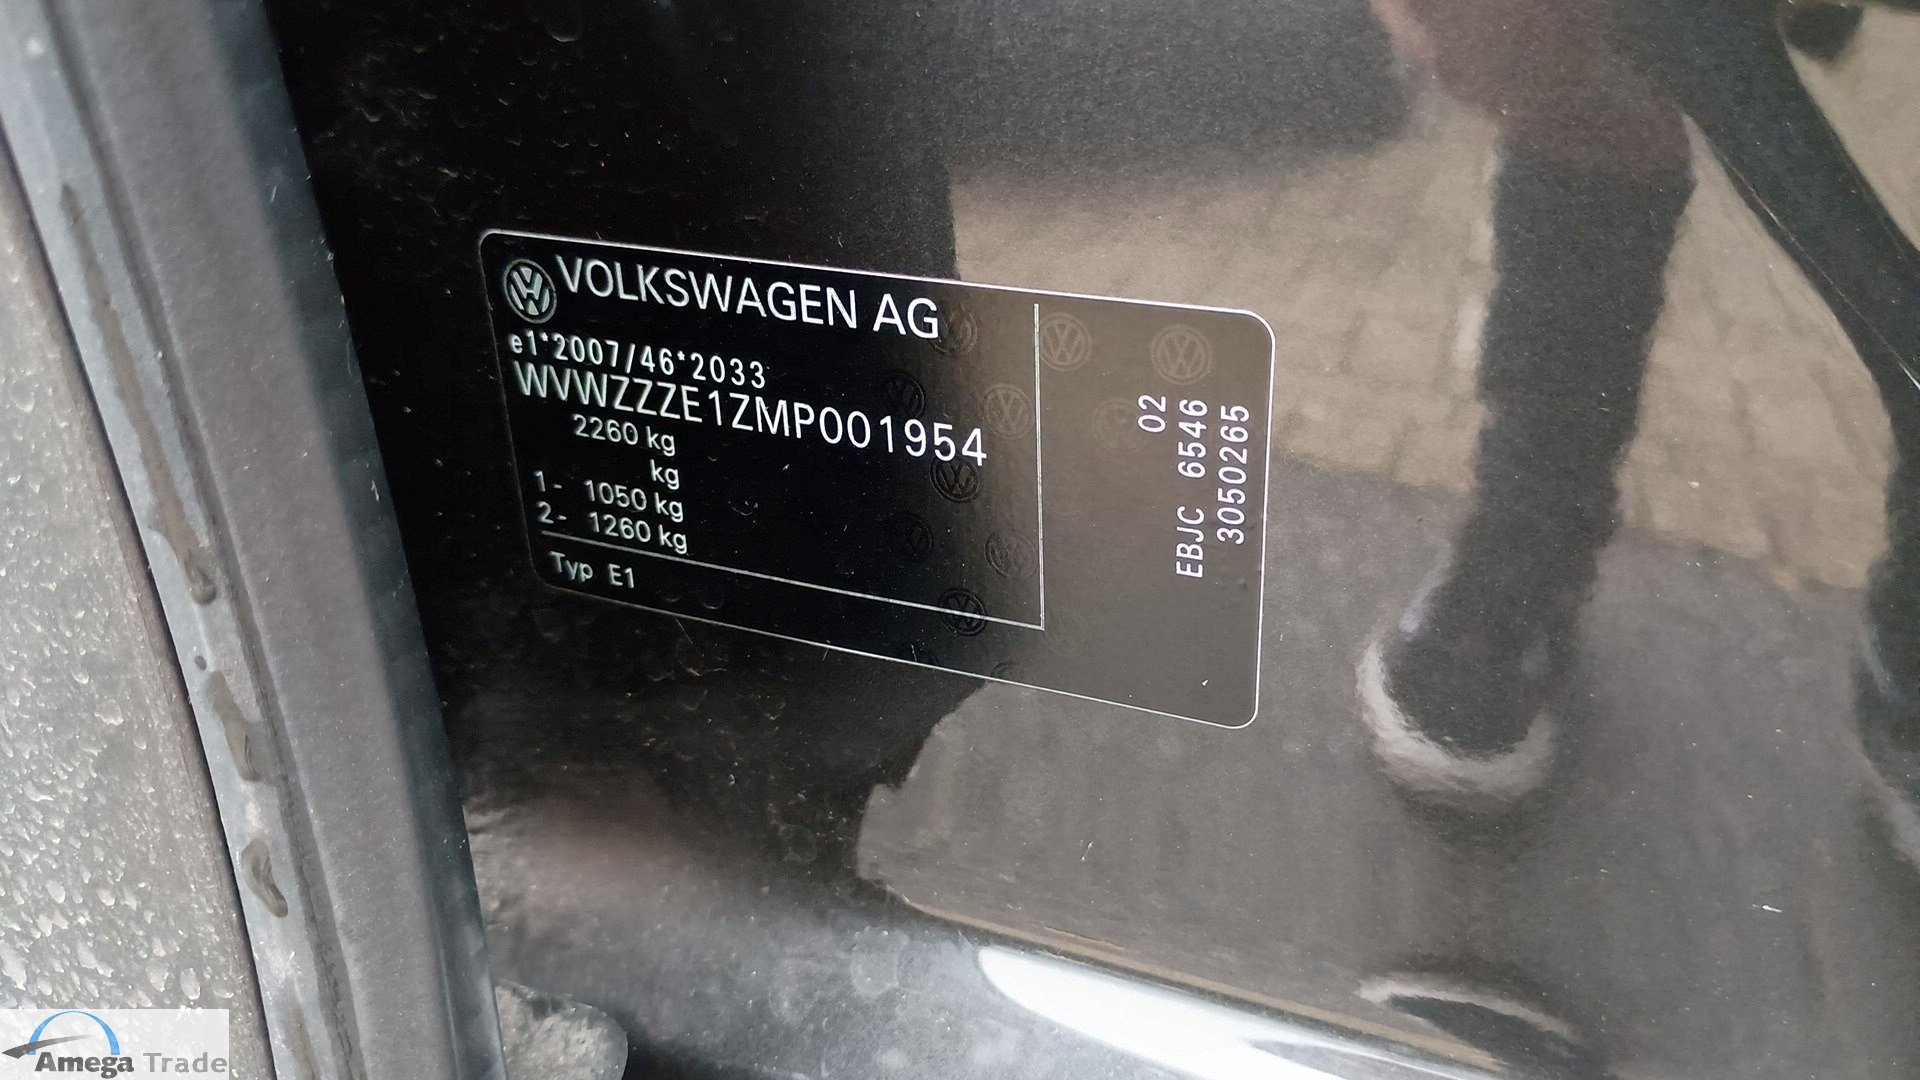 VOLKSWAGEN AG
e1*2007/46*2033
WVWZZZE1ZMP001954
2260 kg
kg
1- 1050 kg
2- 1260 kg
Typ E1
02
EBJC 6546
3050265
Amega Trade